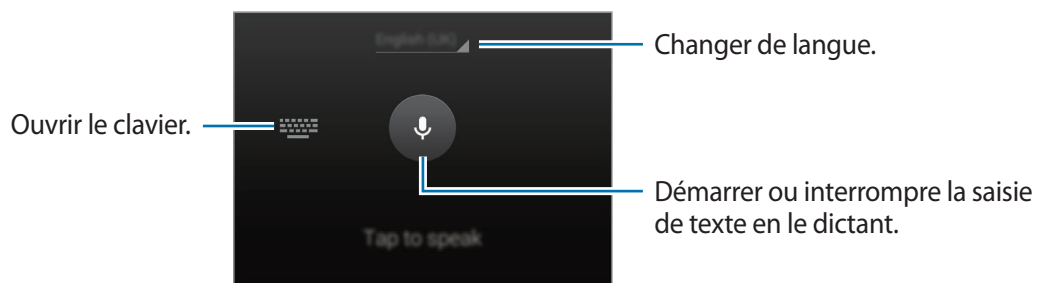 English (UK)
Changer de langue.
Ouvrir le clavier.
Démarrer ou interrompre la saisie
de texte en le dictant.
Tap to speak